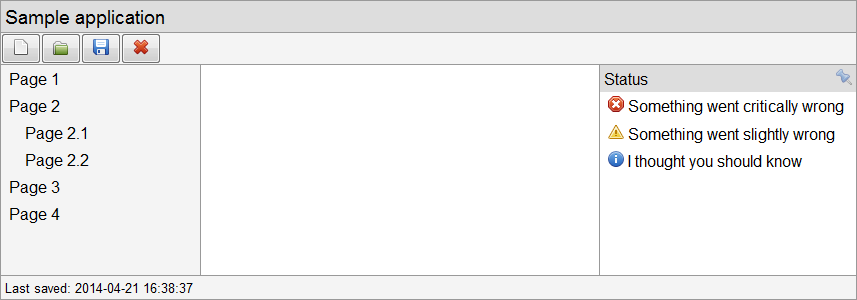 Sample application
Page 1
Page 2
Page 2.1
Page 2.2
Page 3
Page 4
Status
Something went critically wrong
Something went slightly wrong
I thought you should know
Last saved: 2014-04-21 16:38:37